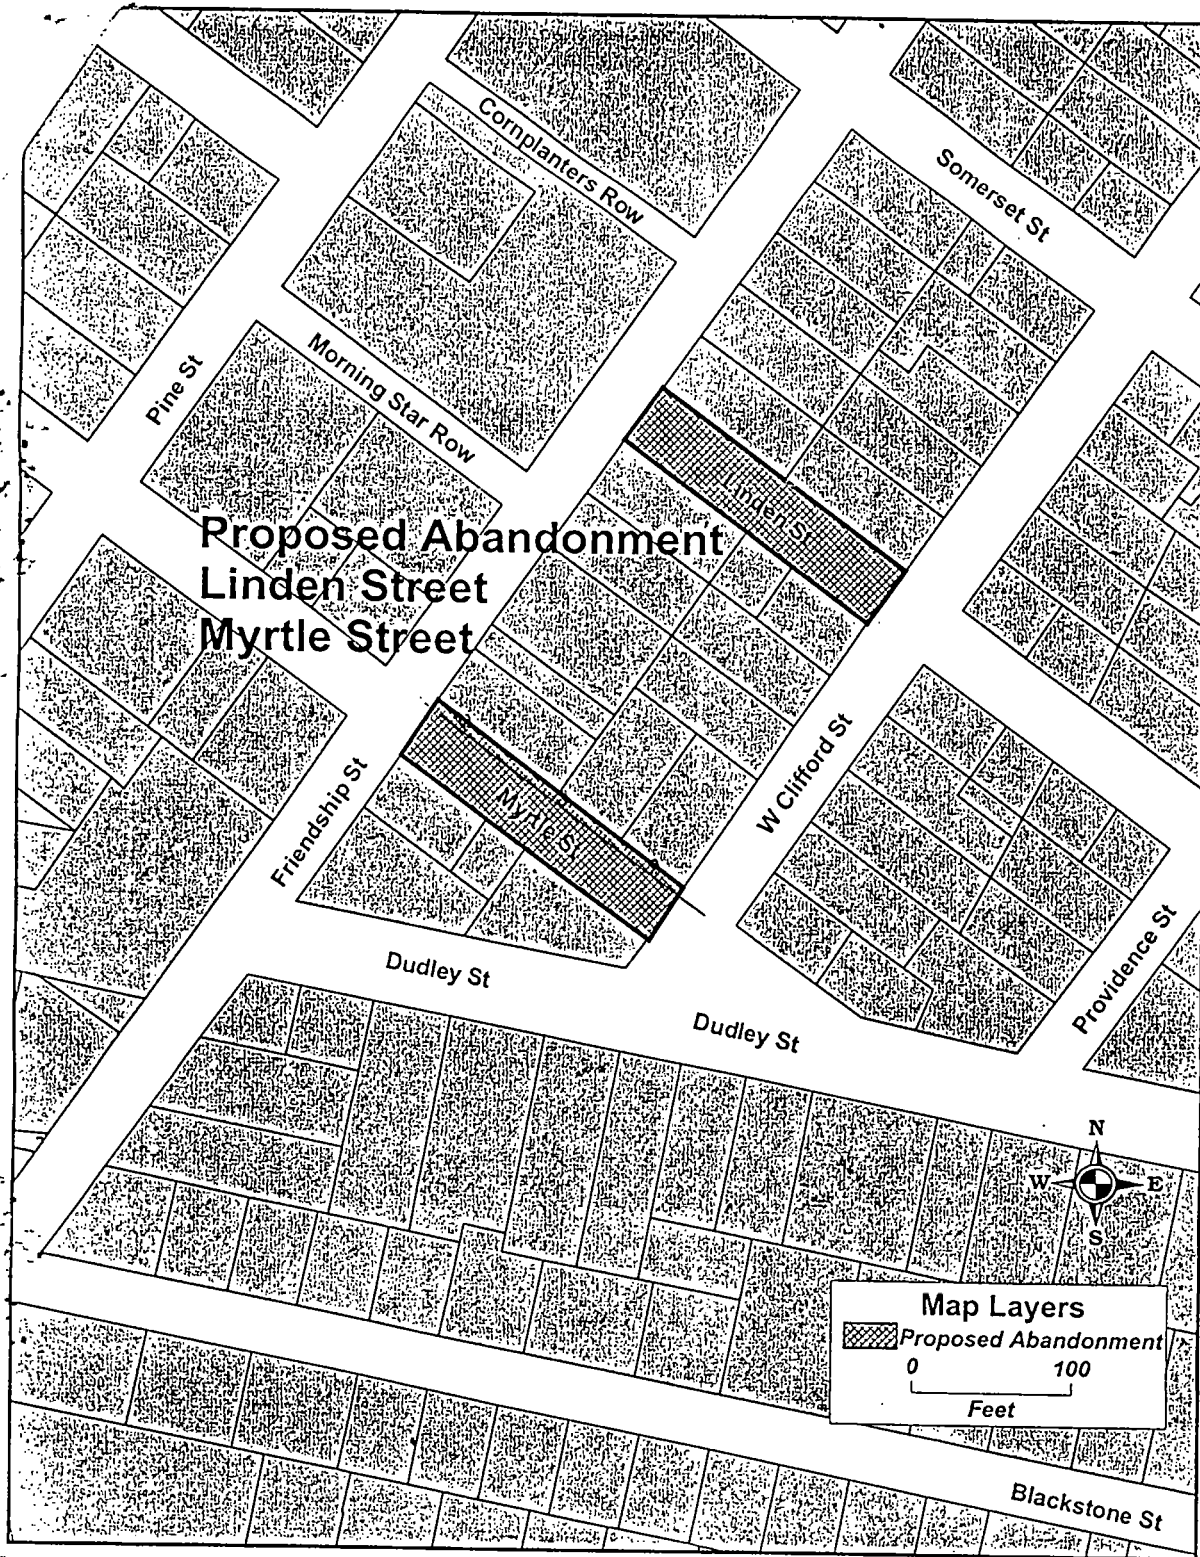 Cornplanters Row
Somerset St
Morning Star Row
Pine St
Linden St
Proposed Abandonment
Linden Street
Myrtle Street
Myrtle St
W Clifford St
Friendship St
Providence St
Dudley St
Dudley St
N
W E
S
Map Layers
Proposed Abandonment
0 100
Feet
Blackstone St